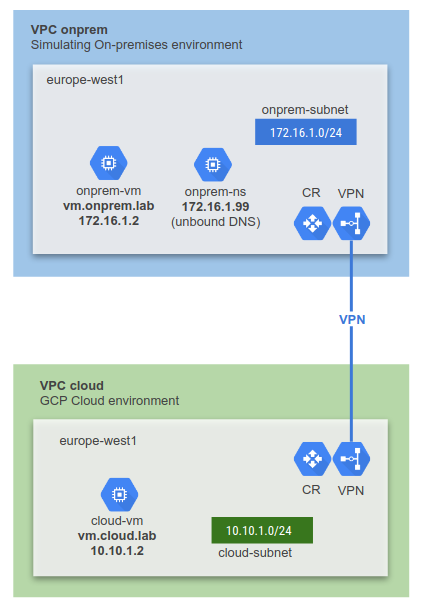 VPC onprem
Simulating On-premises environment
europe-west1
onprem-subnet
172.16.1.0/24
onprem-vm
vm.onprem.lab
172.16.1.2
onprem-ns
172.16.1.99
(unbound DNS)
CR
VPN
VPN
VPC cloud
GCP Cloud environment
europe-west1
CR
VPN
cloud-vm
vm.cloud.lab
10.10.1.2
10.10.1.0/24
cloud-subnet